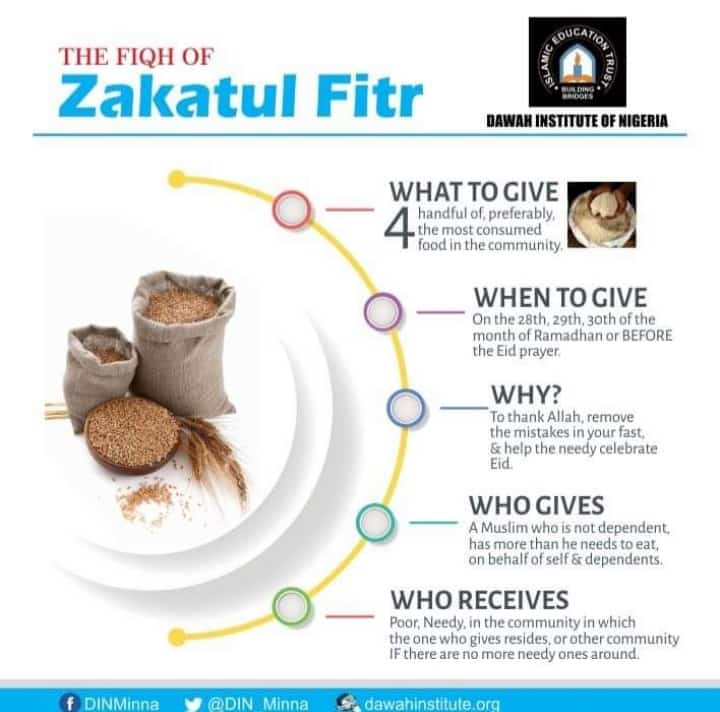 THE FIQH OF
Zakatul Fitr
ISLAMIC EDUCATION TRUST
BUILDING
BRIDGES
DAWAH INSTITUTE OF NIGERIA
WHAT TO GIVE
4 handful of, preferably,
the most consumed
food in the community.
WHEN TO GIVE
On the 28th, 29th, 30th of the
month of Ramadhan or BEFORE
the Eid prayer.
WHY?
To thank Allah, remove
the mistakes in your fast,
& help the needy celebrate
Eid.
WHO GIVES
A Muslim who is not dependent,
has more than he needs to eat,
on behalf of self & dependents.
WHO RECEIVES
Poor, Needy, in the community in which
the one who gives resides, or other community
IF there are no more needy ones around.
DINMinna @DIN_Minna dawahinstitute.org